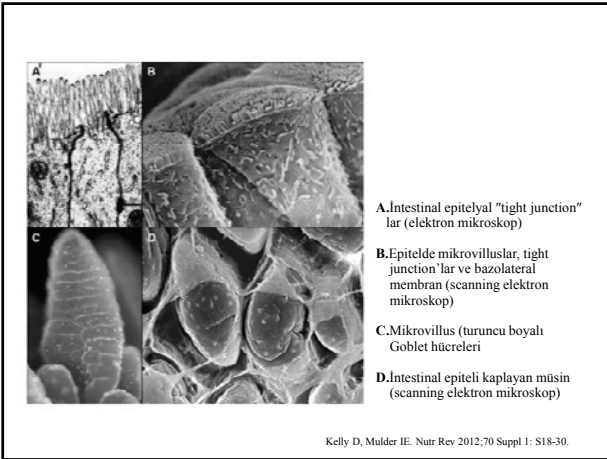 A
B
C
D
A.İntestinal epitelyal "tight junction"
lar (elektron mikroskop)
B.Epitelde mikrovilluslar, tight
junction’lar ve bazolateral
membran (scanning elektron
mikroskop)
C.Mikrovillus (turuncu boyalı
Goblet hücreleri
D.İntestinal epiteli kaplayan müsin
(scanning elektron mikroskop)
Kelly D, Mulder IE. Nutr Rev 2012;70 Suppl 1: S18-30.